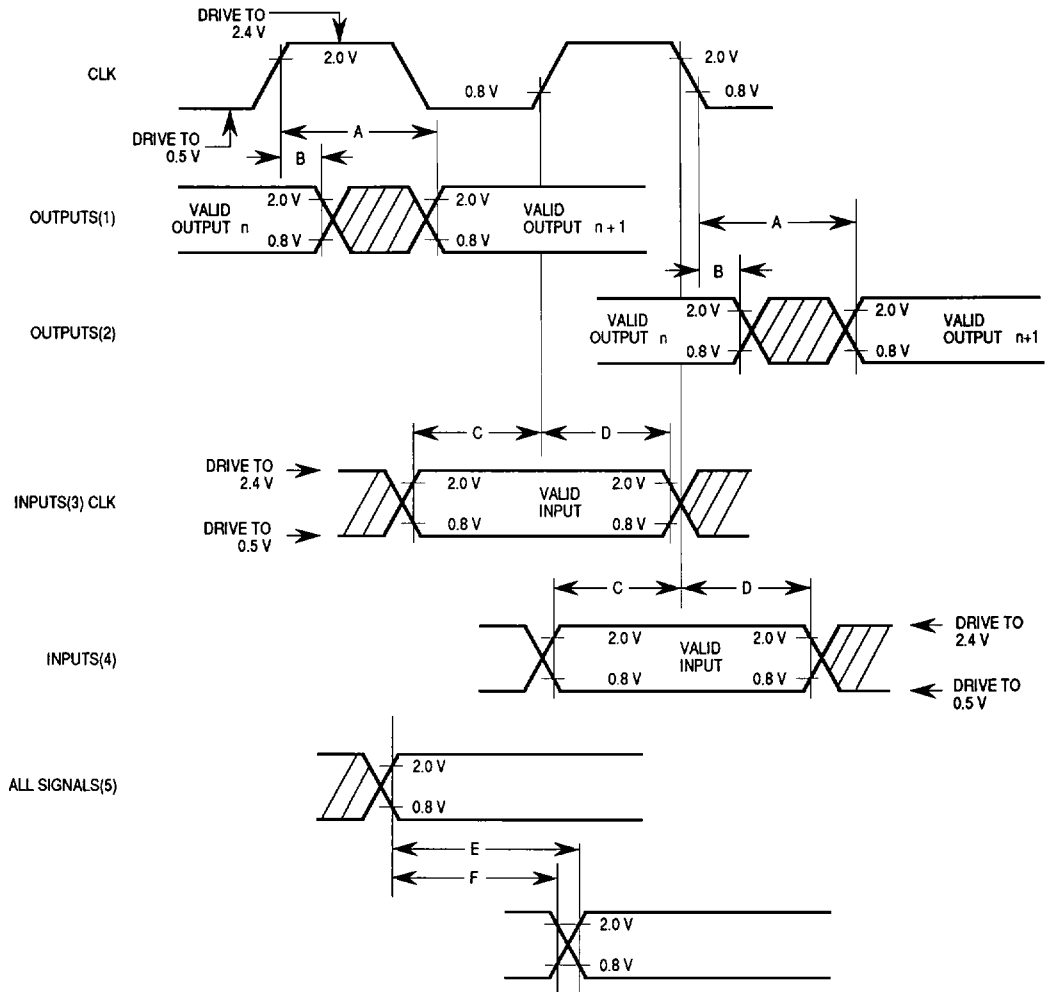 DRIVE TO
2.4 V
CLK
2.0 V
2.0 V
0.8 V
0.8 V
DRIVE TO
0.5 V
A
B
OUTPUTS(1)
VALID
OUTPUT n
2.0 V
0.8 V
2.0 V
0.8 V
VALID
OUTPUT n + 1
A
B
OUTPUTS(2)
VALID
OUTPUT n
2.0 V
0.8 V
2.0 V
0.8 V
VALID
OUTPUT n+1
C
D
INPUTS(3) CLK
DRIVE TO
2.4 V
DRIVE TO
0.5 V
2.0 V
0.8 V
VALID
INPUT
2.0 V
0.8 V
C
D
INPUTS(4)
2.0 V
0.8 V
VALID
INPUT
2.0 V
0.8 V
DRIVE TO
2.4 V
DRIVE TO
0.5 V
ALL SIGNALS(5)
2.0 V
0.8 V
E
F
2.0 V
0.8 V